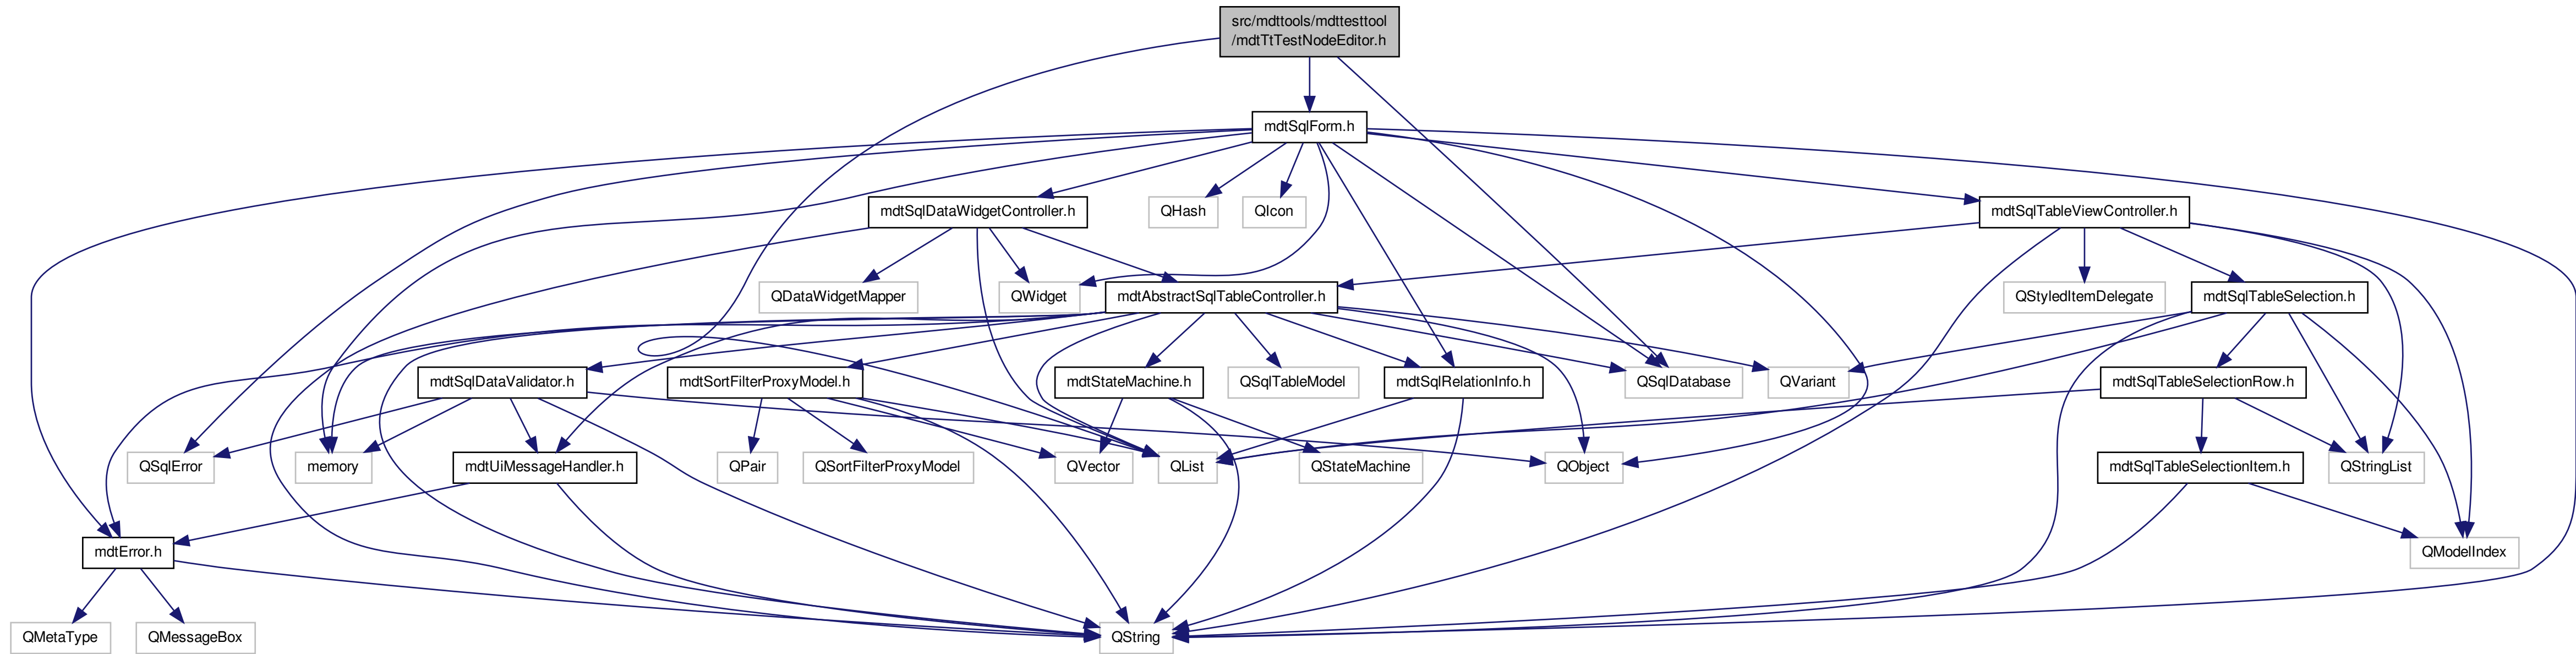 src/mdttools/mdttesttool
/mdtTtTestNodeEditor.h
mdtSqlForm.h
mdtSqlDataWidgetController.h
QHash
QIcon
mdtSqlTableViewController.h
QDataWidgetMapper
QWidget
mdtAbstractSqlTableController.h
QStyledItemDelegate
mdtSqlTableSelection.h
mdtSqlDataValidator.h
mdtSortFilterProxyModel.h
mdtStateMachine.h
QSqlTableModel
mdtSqlRelationInfo.h
QSqlDatabase
QVariant
mdtSqlTableSelectionRow.h
QSqlError
memory
mdtUiMessageHandler.h
QPair
QSortFilterProxyModel
QVector
QList
QStateMachine
QObject
mdtSqlTableSelectionItem.h
QStringList
mdtError.h
QModelIndex
QMetaType
QMessageBox
QString